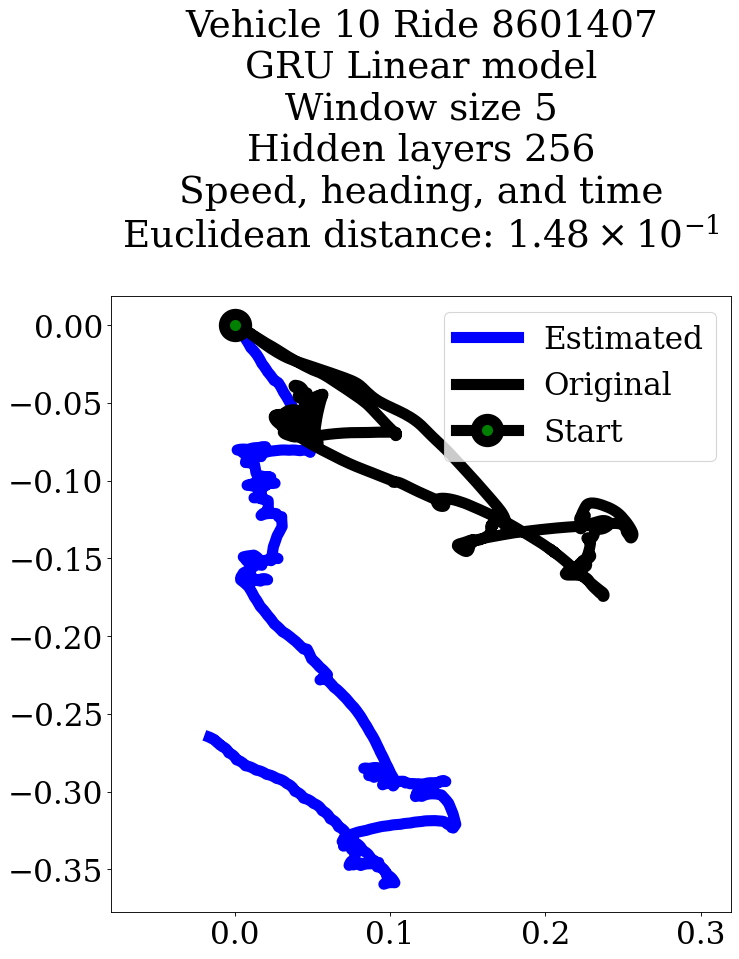 Vehicle 10 Ride 8601407
GRU Linear model
Window size 5
Hidden layers 256
Speed, heading, and time
Euclidean distance: 1.48 × 10⁻¹
Estimated
Original
Start
0.00
−0.05
−0.10
−0.15
−0.20
−0.25
−0.30
−0.35
0.0 0.1 0.2 0.3